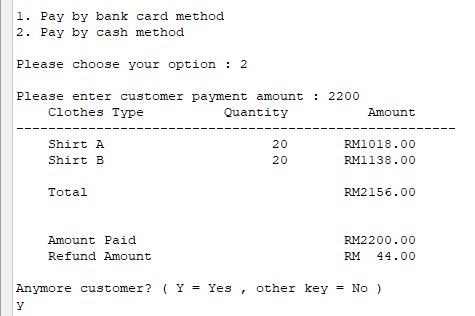 1. Pay by bank card method
2. Pay by cash method
Please choose your option : 2
Please enter customer payment amount : 2200
Clothes Type Quantity Amount
--------------------------------------------------------
Shirt A 20 RM1018.00
Shirt B 20 RM1138.00
Total RM2156.00
Amount Paid RM2200.00
Refund Amount RM 44.00
Anymore customer? ( Y = Yes , other key = No )
y